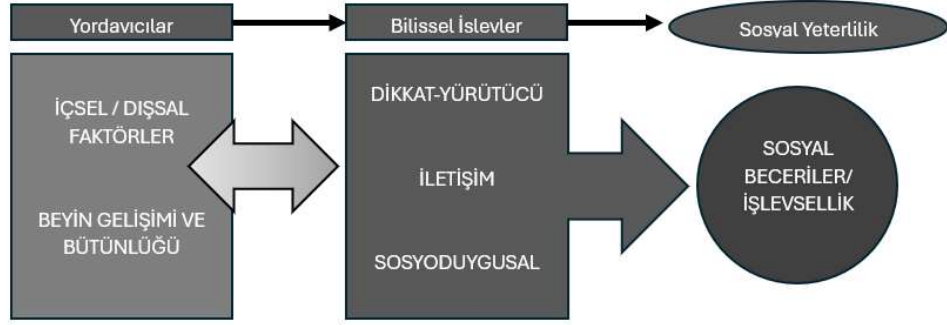 Yordavıcılar
Bilissel İslevler
Sosyal Yeterlilik
İÇSEL / DIŞSAL
FAKTÖRLER
BEYİN GELİŞİMİ VE
BÜTÜNLÜĞÜ
DİKKAT-YÜRÜTÜCÜ
İLETİŞİM
SOSYODUYGUSAL
SOSYAL
BECERİLER/
İŞLEVSELLİK